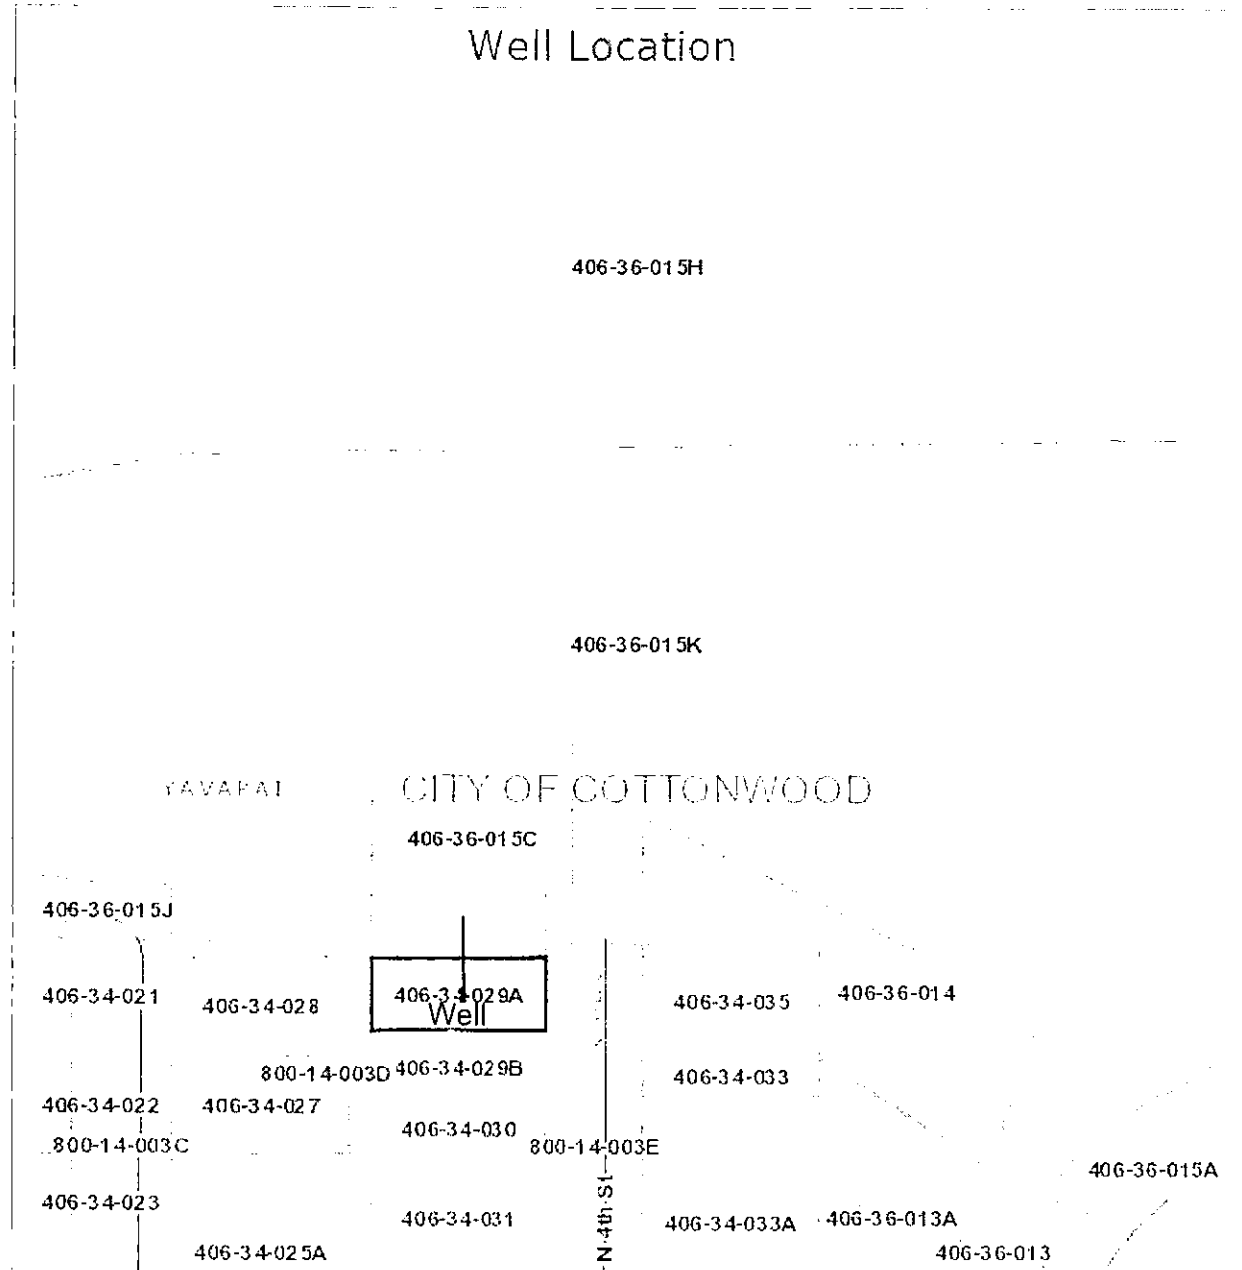 Well Location
406-36-015H
406-36-015K
YAVAPAI
CITY OF COTTONWOOD
406-36-015C
406-36-015J
406-34-021
406-34-028
406-34-029A
Well
406-34-035
406-36-014
800-14-003D
406-34-029B
406-34-033
406-34-022
406-34-027
406-34-030
800-14-003C
800-14-003E
406-36-015A
406-34-023
406-34-031
N 4th St
406-34-033A
406-36-013A
406-34-025A
406-36-013